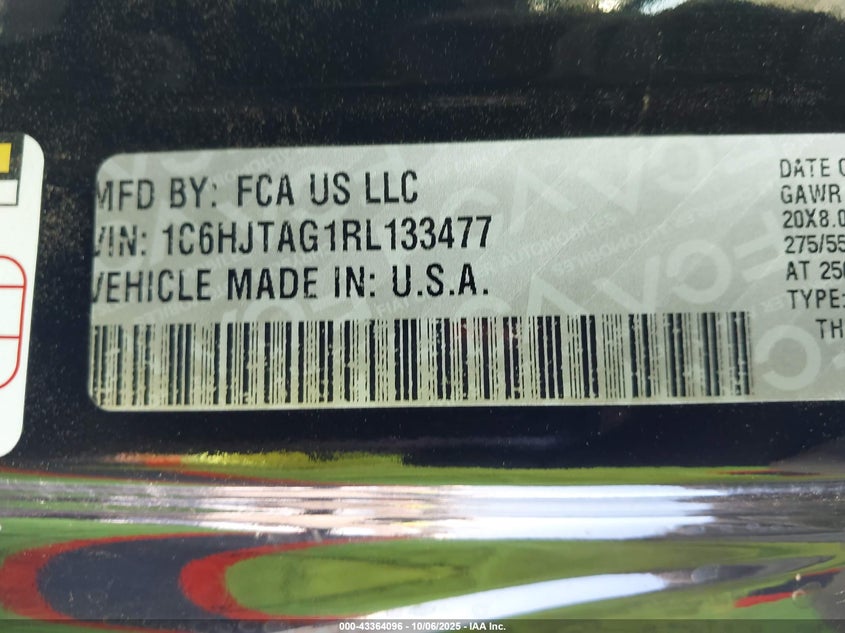 MFD BY: FCA US LLC
VIN: 1C6HJTAG1RL133477
VEHICLE MADE IN: U.S.A.
DATE O
GAWR
20X8.0
275/55
AT 250
TYPE:
TH
000-43364096 - 10/06/2025 - IAA Inc.